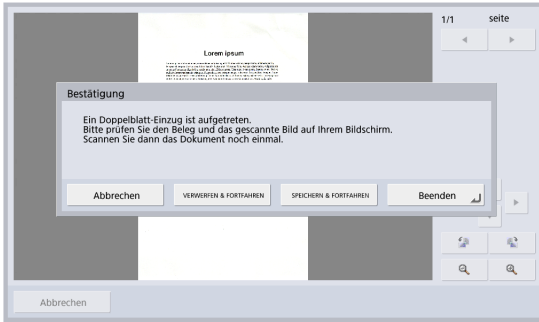 1/1 seite
Lorem ipsum
Bestätigung
Ein Doppelblatt-Einzug ist aufgetreten.
Bitte prüfen Sie den Beleg und das gescannte Bild auf Ihrem Bildschirm.
Scannen Sie dann das Dokument noch einmal.
Abbrechen VERWERFEN & FORTFAHREN SPEICHERN & FORTFAHREN Beenden
Abbrechen